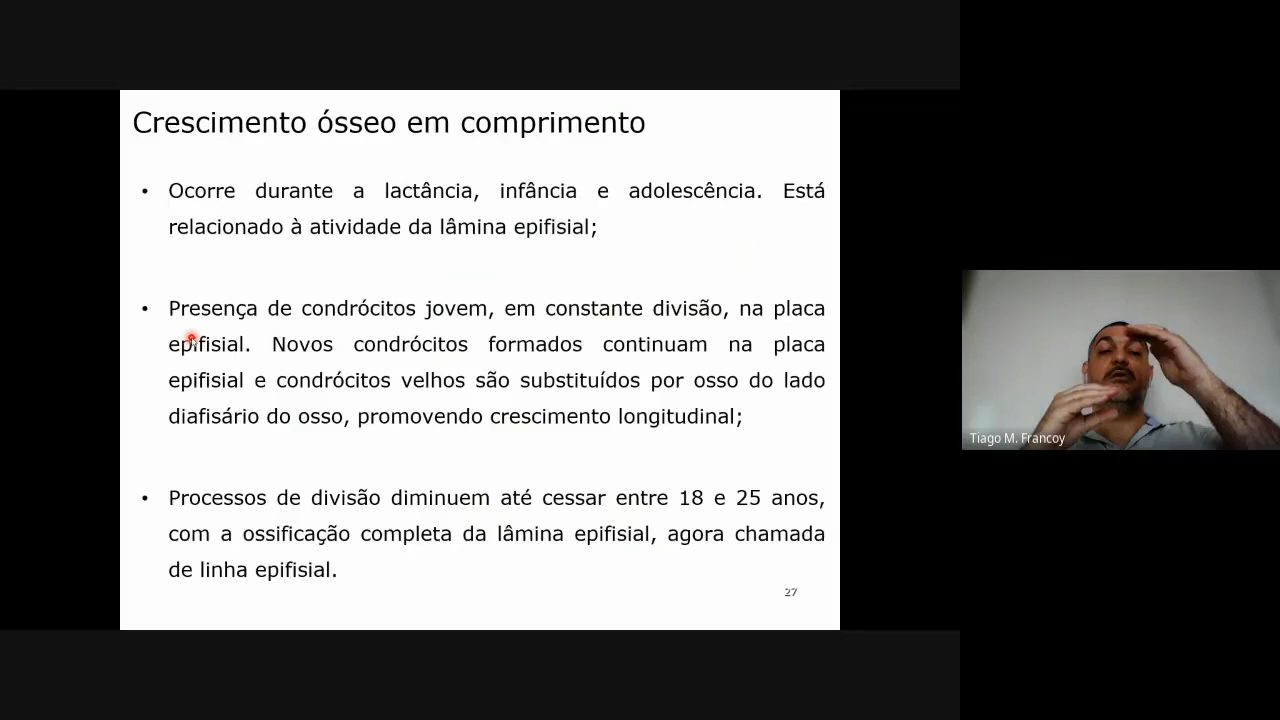 Crescimento ósseo em comprimento
• Ocorre durante a lactância, infância e adolescência. Está
relacionado à atividade da lâmina epifisial;
• Presença de condrócitos jovem, em constante divisão, na placa
epifisial. Novos condrócitos formados continuam na placa
epifisial e condrócitos velhos são substituídos por osso do lado
diafisário do osso, promovendo crescimento longitudinal;
• Processos de divisão diminuem até cessar entre 18 e 25 anos,
com a ossificação completa da lâmina epifisial, agora chamada
de linha epifisial.
27
Tiago M. Francoy